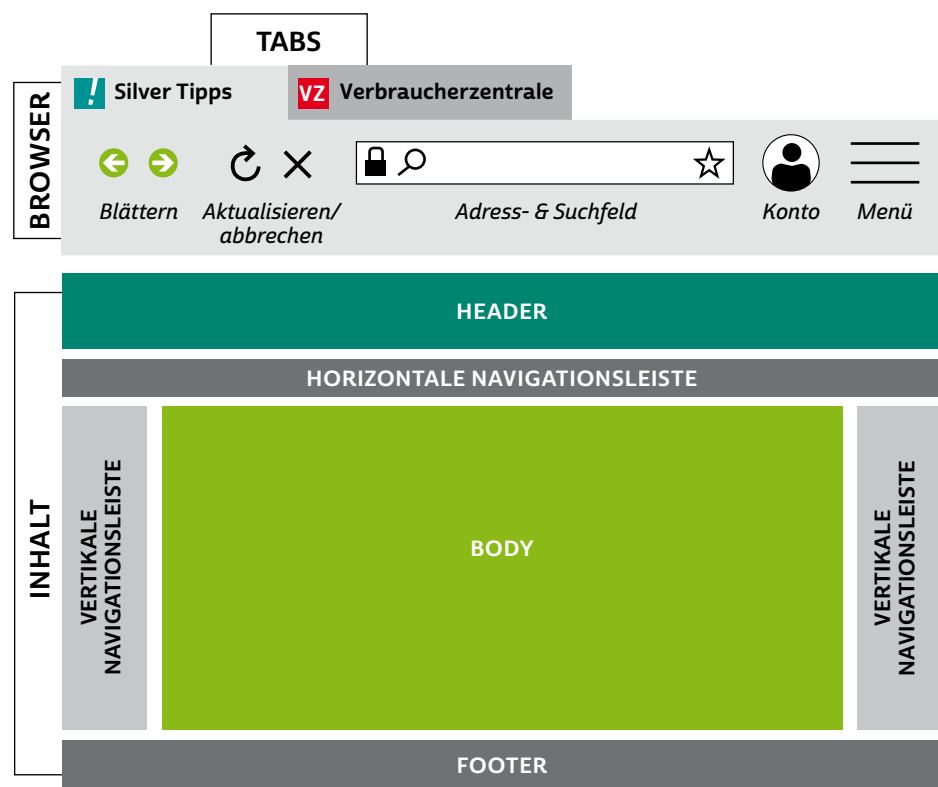 TABS
BROWSER
! Silver Tipps
VZ Verbraucherzentrale
Blättern
Aktualisieren/
abbrechen
Adress- & Suchfeld
Konto
Menü
INHALT
HEADER
HORIZONTALE NAVIGATIONSLEISTE
VERTIKALE
NAVIGATIONSLEISTE
BODY
VERTIKALE
NAVIGATIONSLEISTE
FOOTER